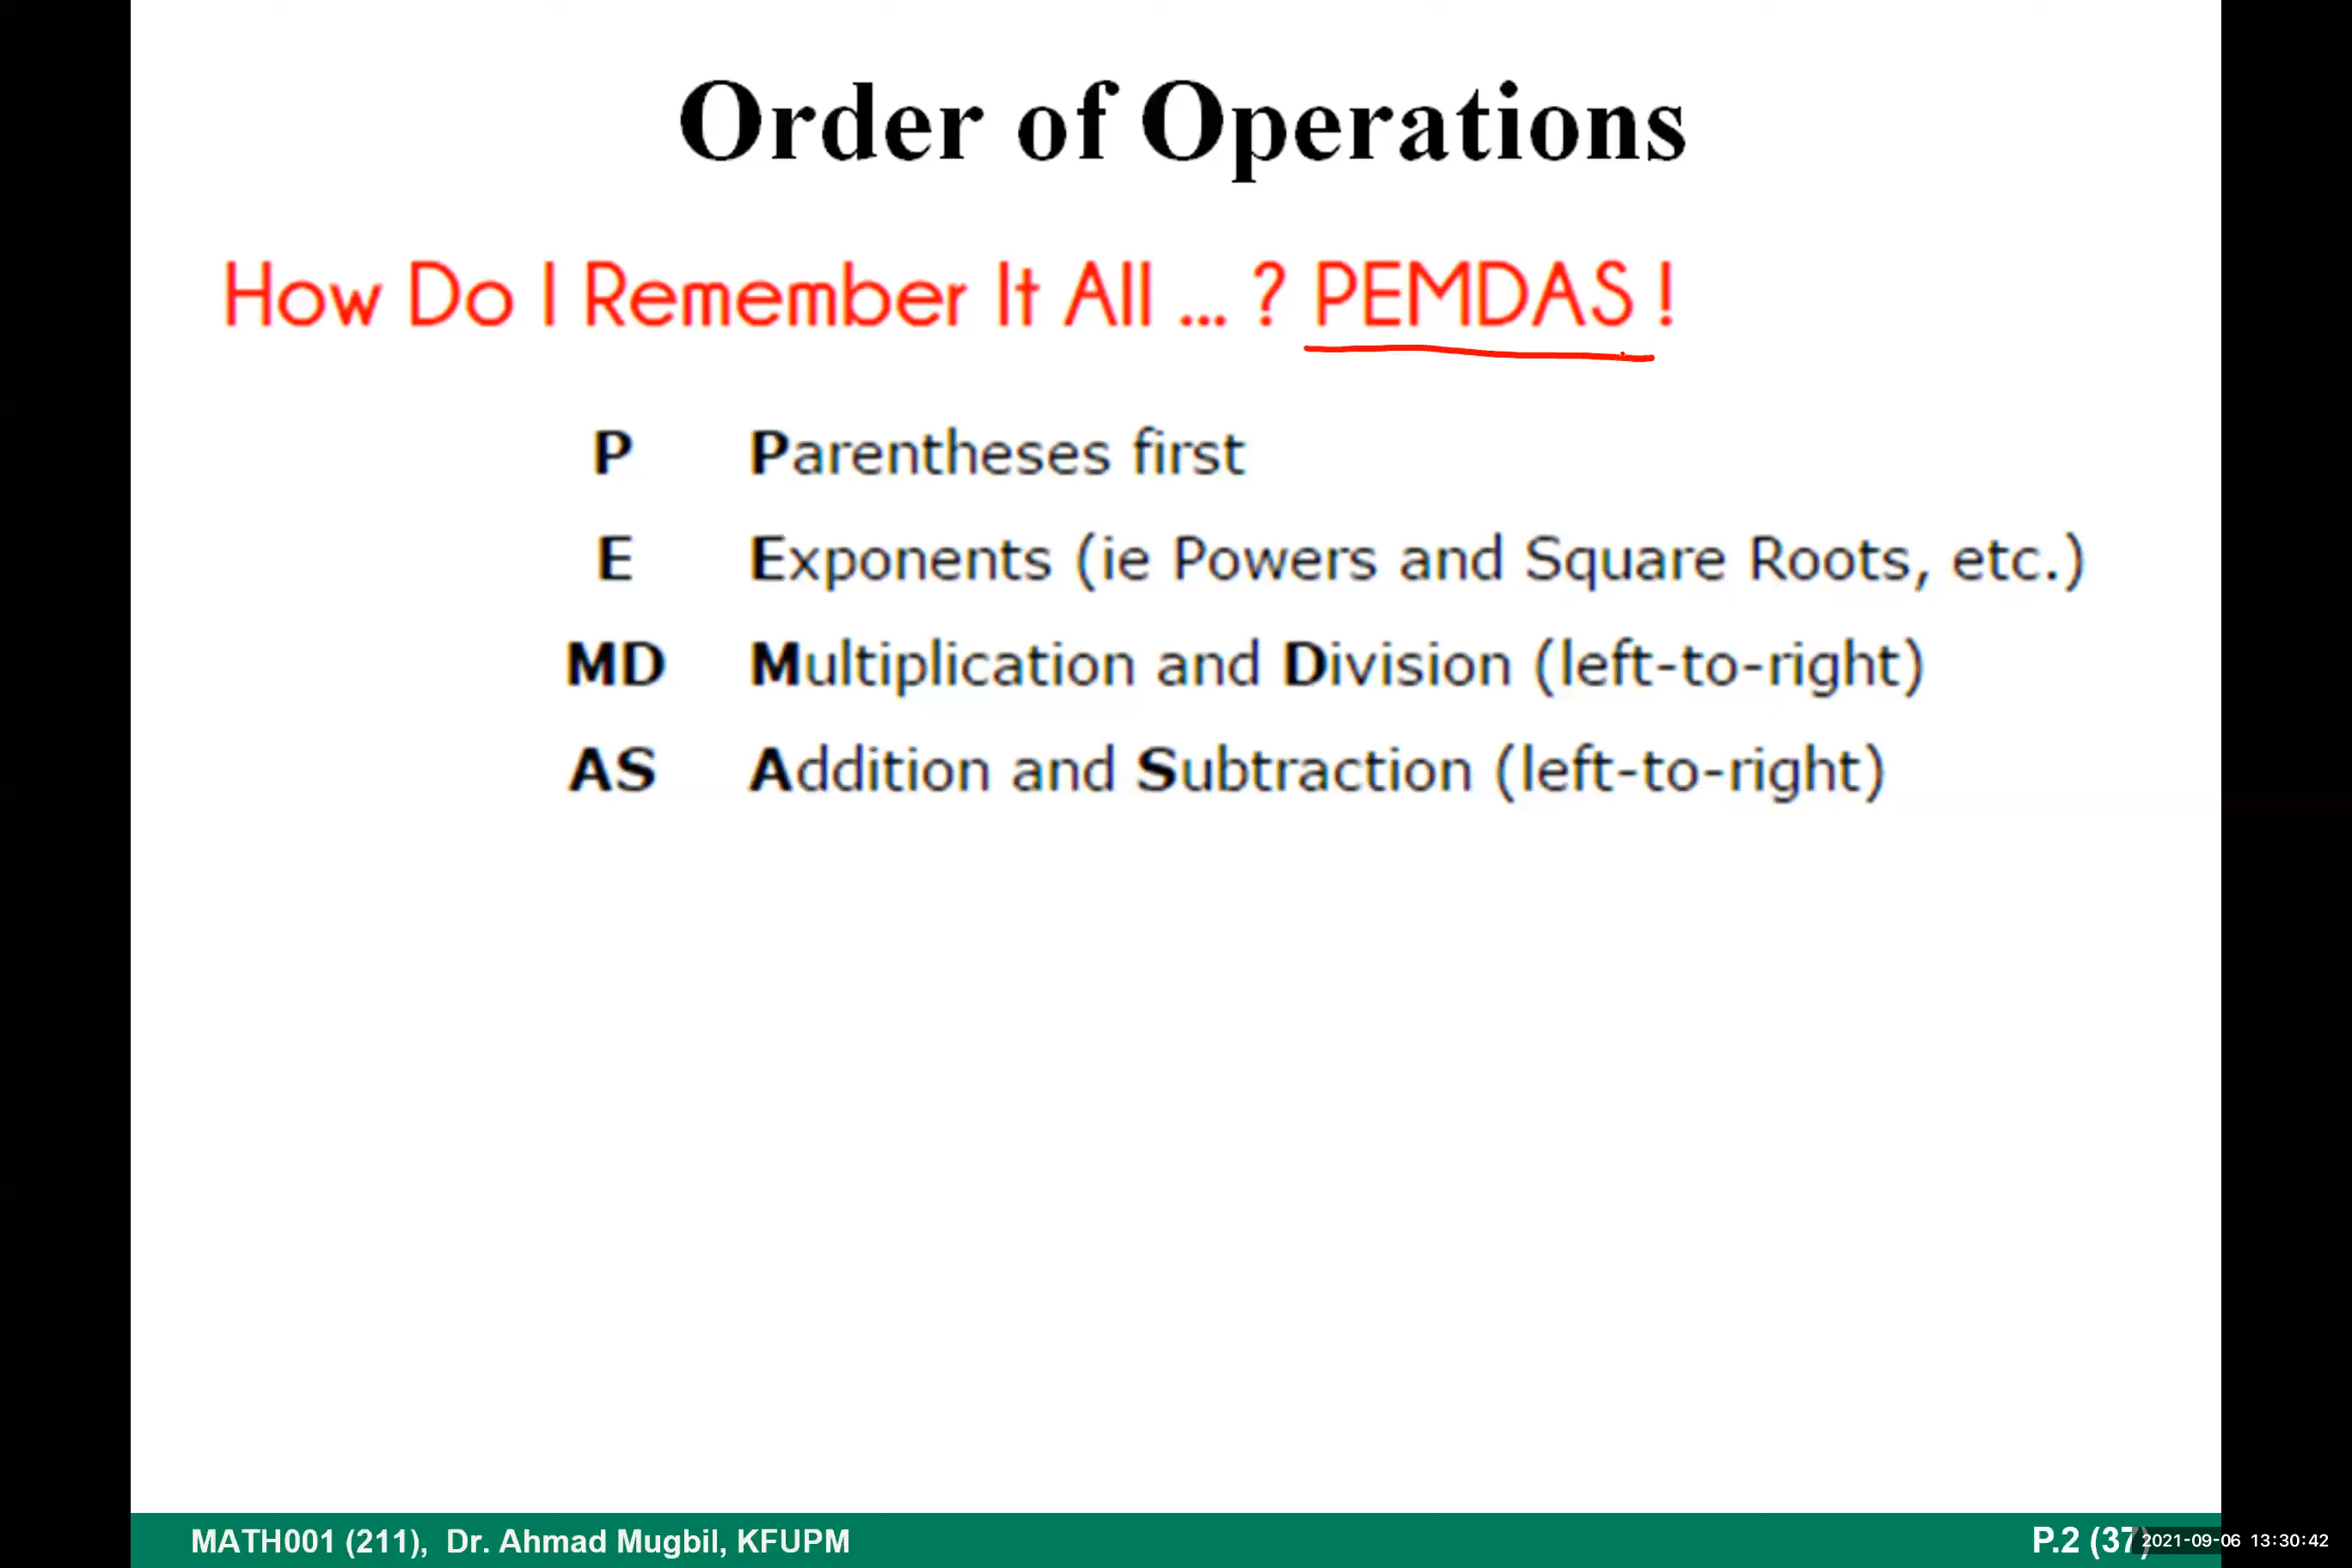 Order of Operations
How Do I Remember It All ... ? PEMDAS !
P Parentheses first
E Exponents (ie Powers and Square Roots, etc.)
MD Multiplication and Division (left-to-right)
AS Addition and Subtraction (left-to-right)
MATH001 (211), Dr. Ahmad Mugbil, KFUPM P.2 (37) 2021-09-06 13:30:42